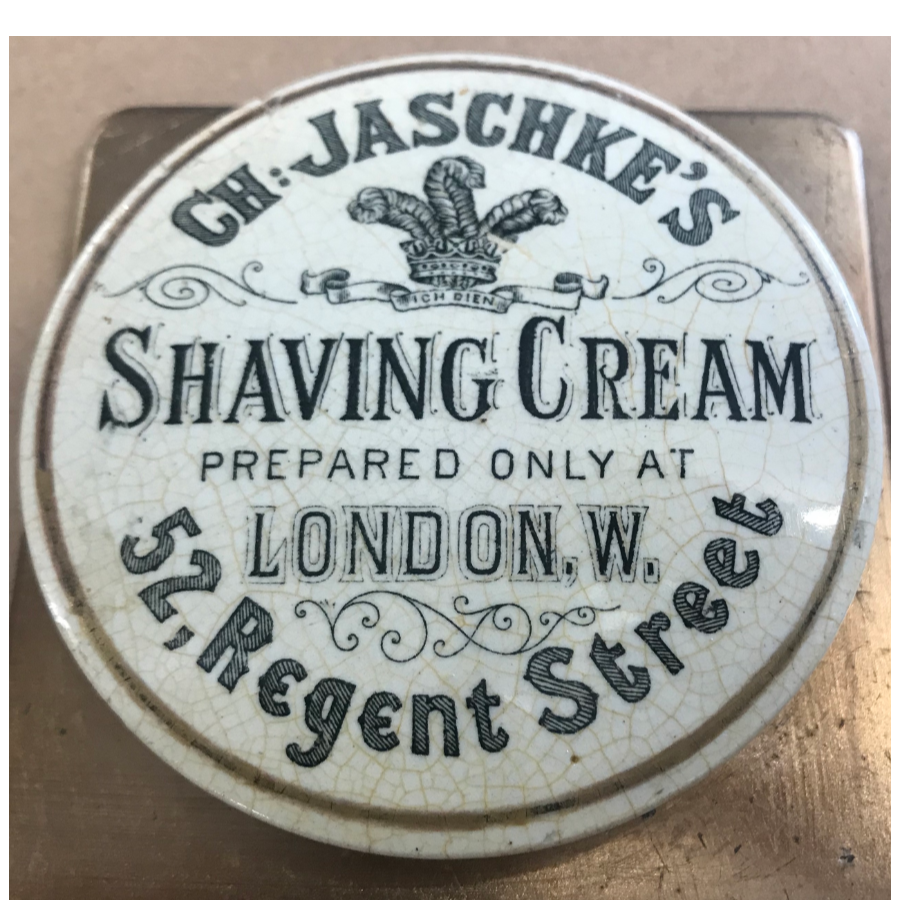 CH: JASCHKE'S
ICH DIEN
SHAVING CREAM
PREPARED ONLY AT
LONDON, W.
52, Regent Street